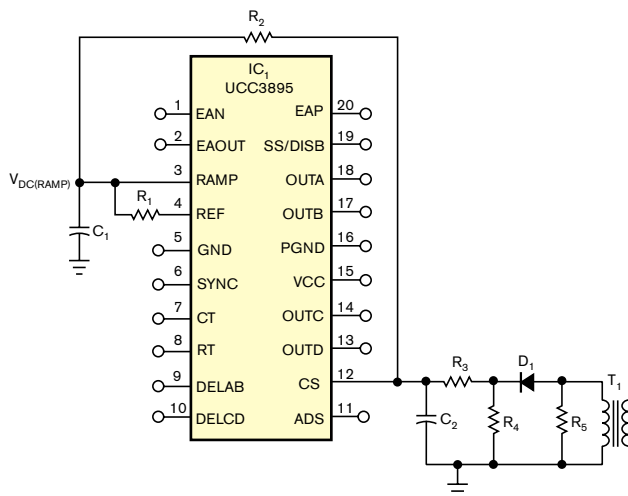 R2
IC1
UCC3895
1 EAN EAP 20
2 EAOUT SS/DISB 19
3 RAMP OUTA 18
VDC(RAMP)
R1
4 REF OUTB 17
C1
5 GND PGND 16
6 SYNC VCC 15
7 CT OUTC 14
8 RT OUTD 13
9 DELAB CS 12
10 DELCD ADS 11
R3
D1
T1
C2
R4
R5